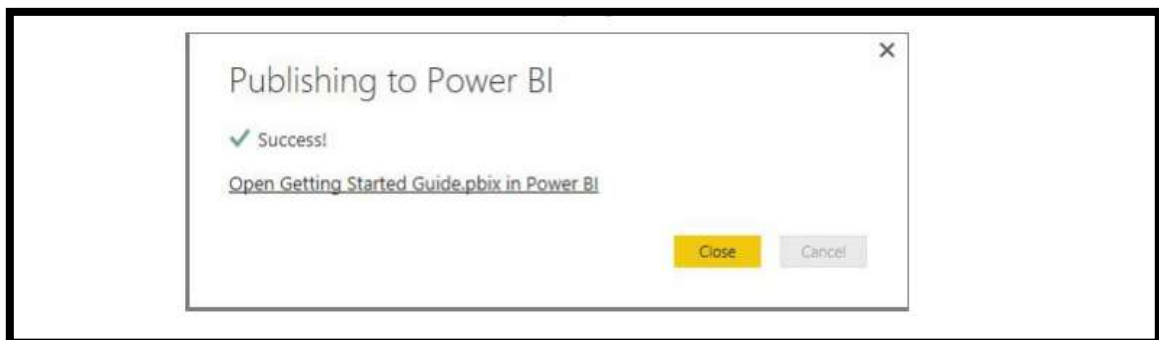 Publishing to Power BI
Success!
Open Getting Started Guide.pbix in Power BI
Close Cancel